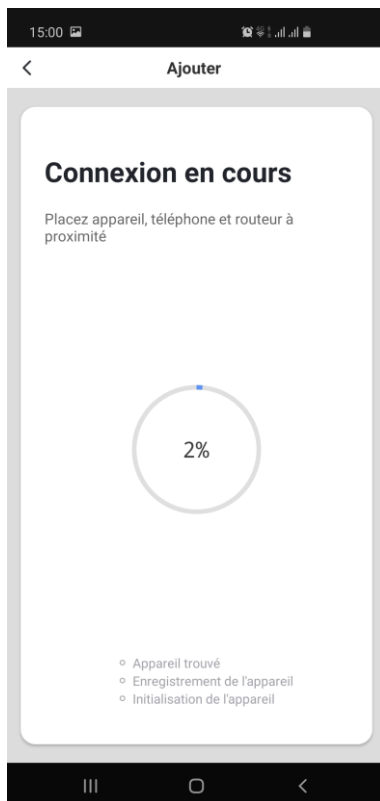 15:00
Ajouter
Connexion en cours
Placez appareil, téléphone et routeur à
proximité
2%
Appareil trouvé
Enregistrement de l'appareil
Initialisation de l'appareil